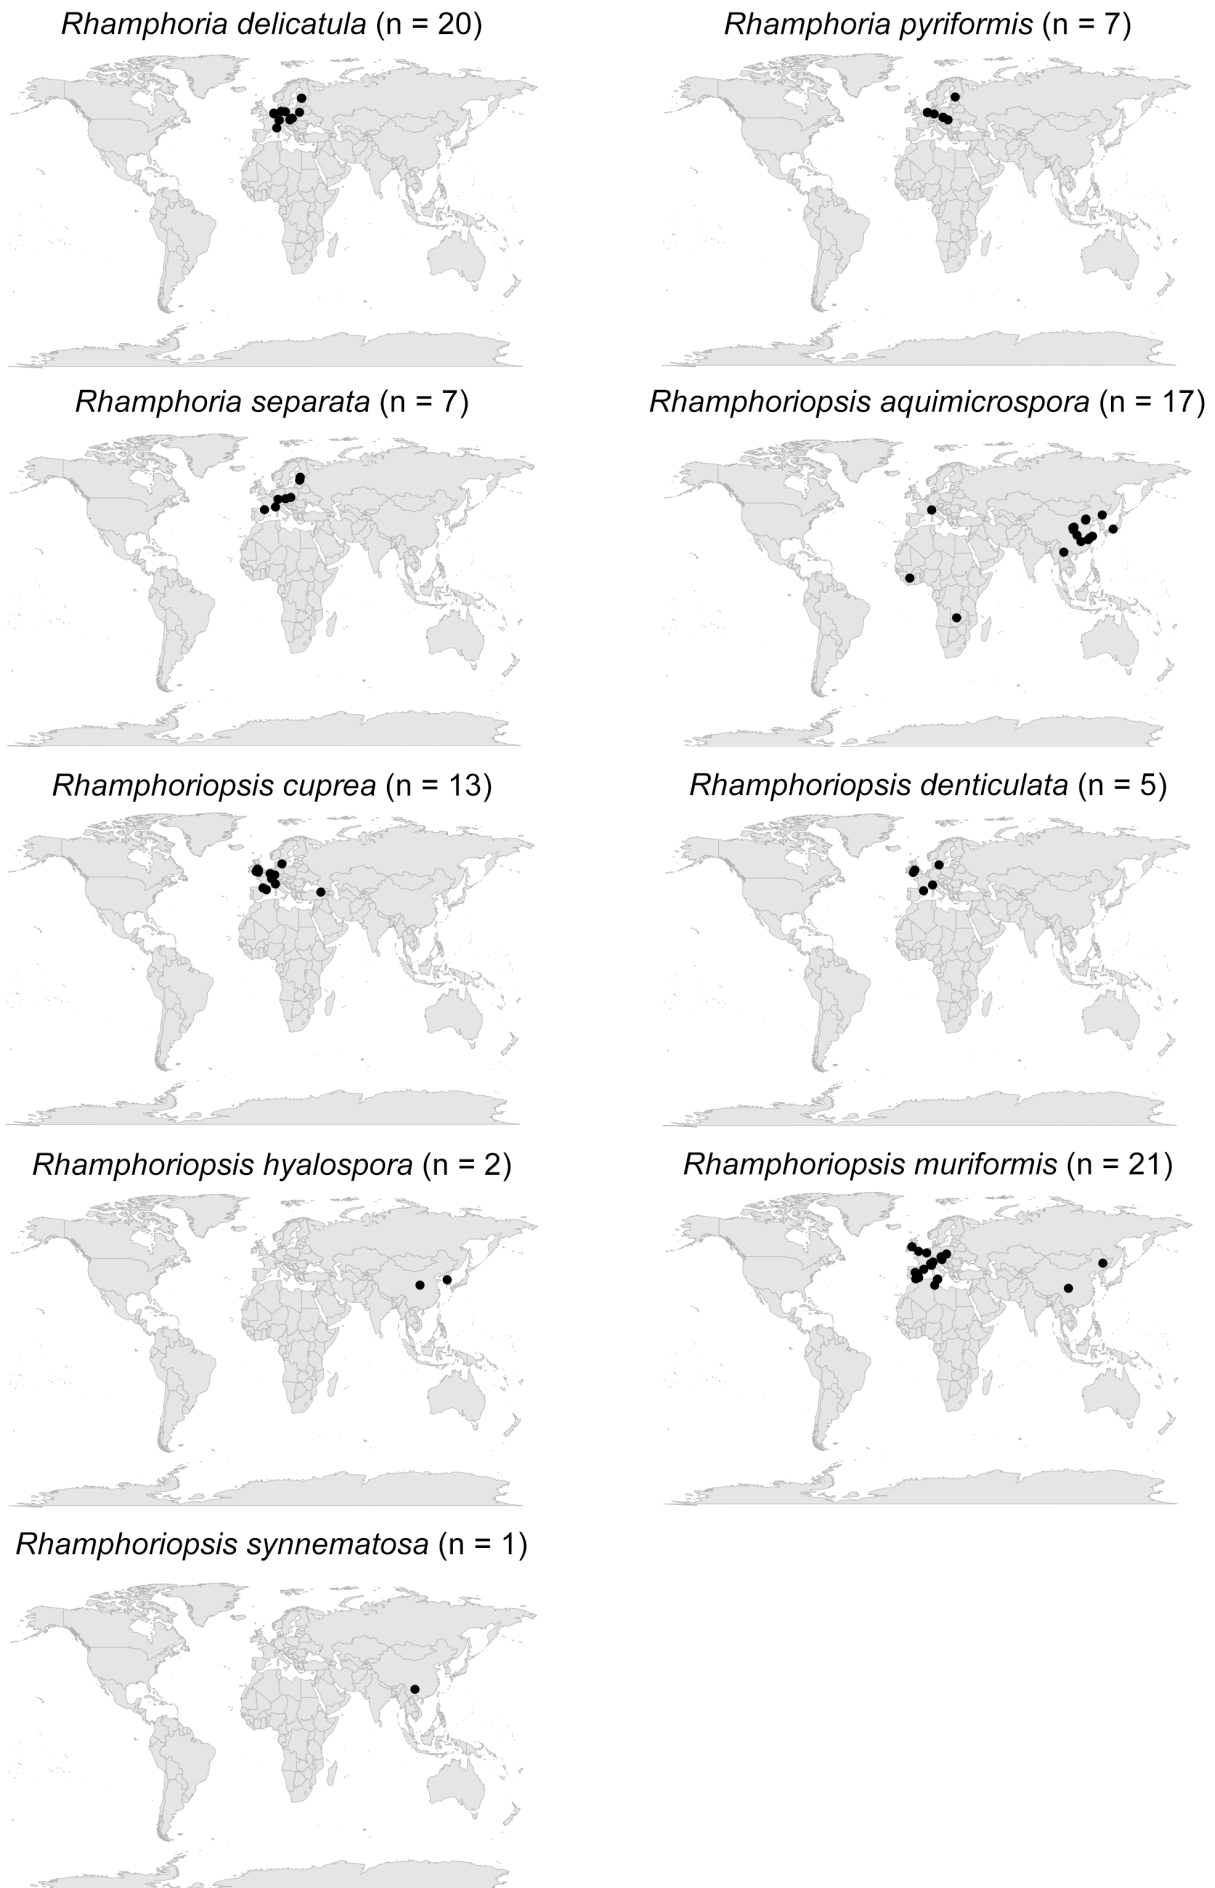 Rhamphoria delicatula (n = 20)
Rhamphoria pyriformis (n = 7)
Rhamphoria separata (n = 7)
Rhamphoriopsis aquimicrospora (n = 17)
Rhamphoriopsis cuprea (n = 13)
Rhamphoriopsis denticulata (n = 5)
Rhamphoriopsis hyalospora (n = 2)
Rhamphoriopsis muriformis (n = 21)
Rhamphoriopsis synnematosa (n = 1)